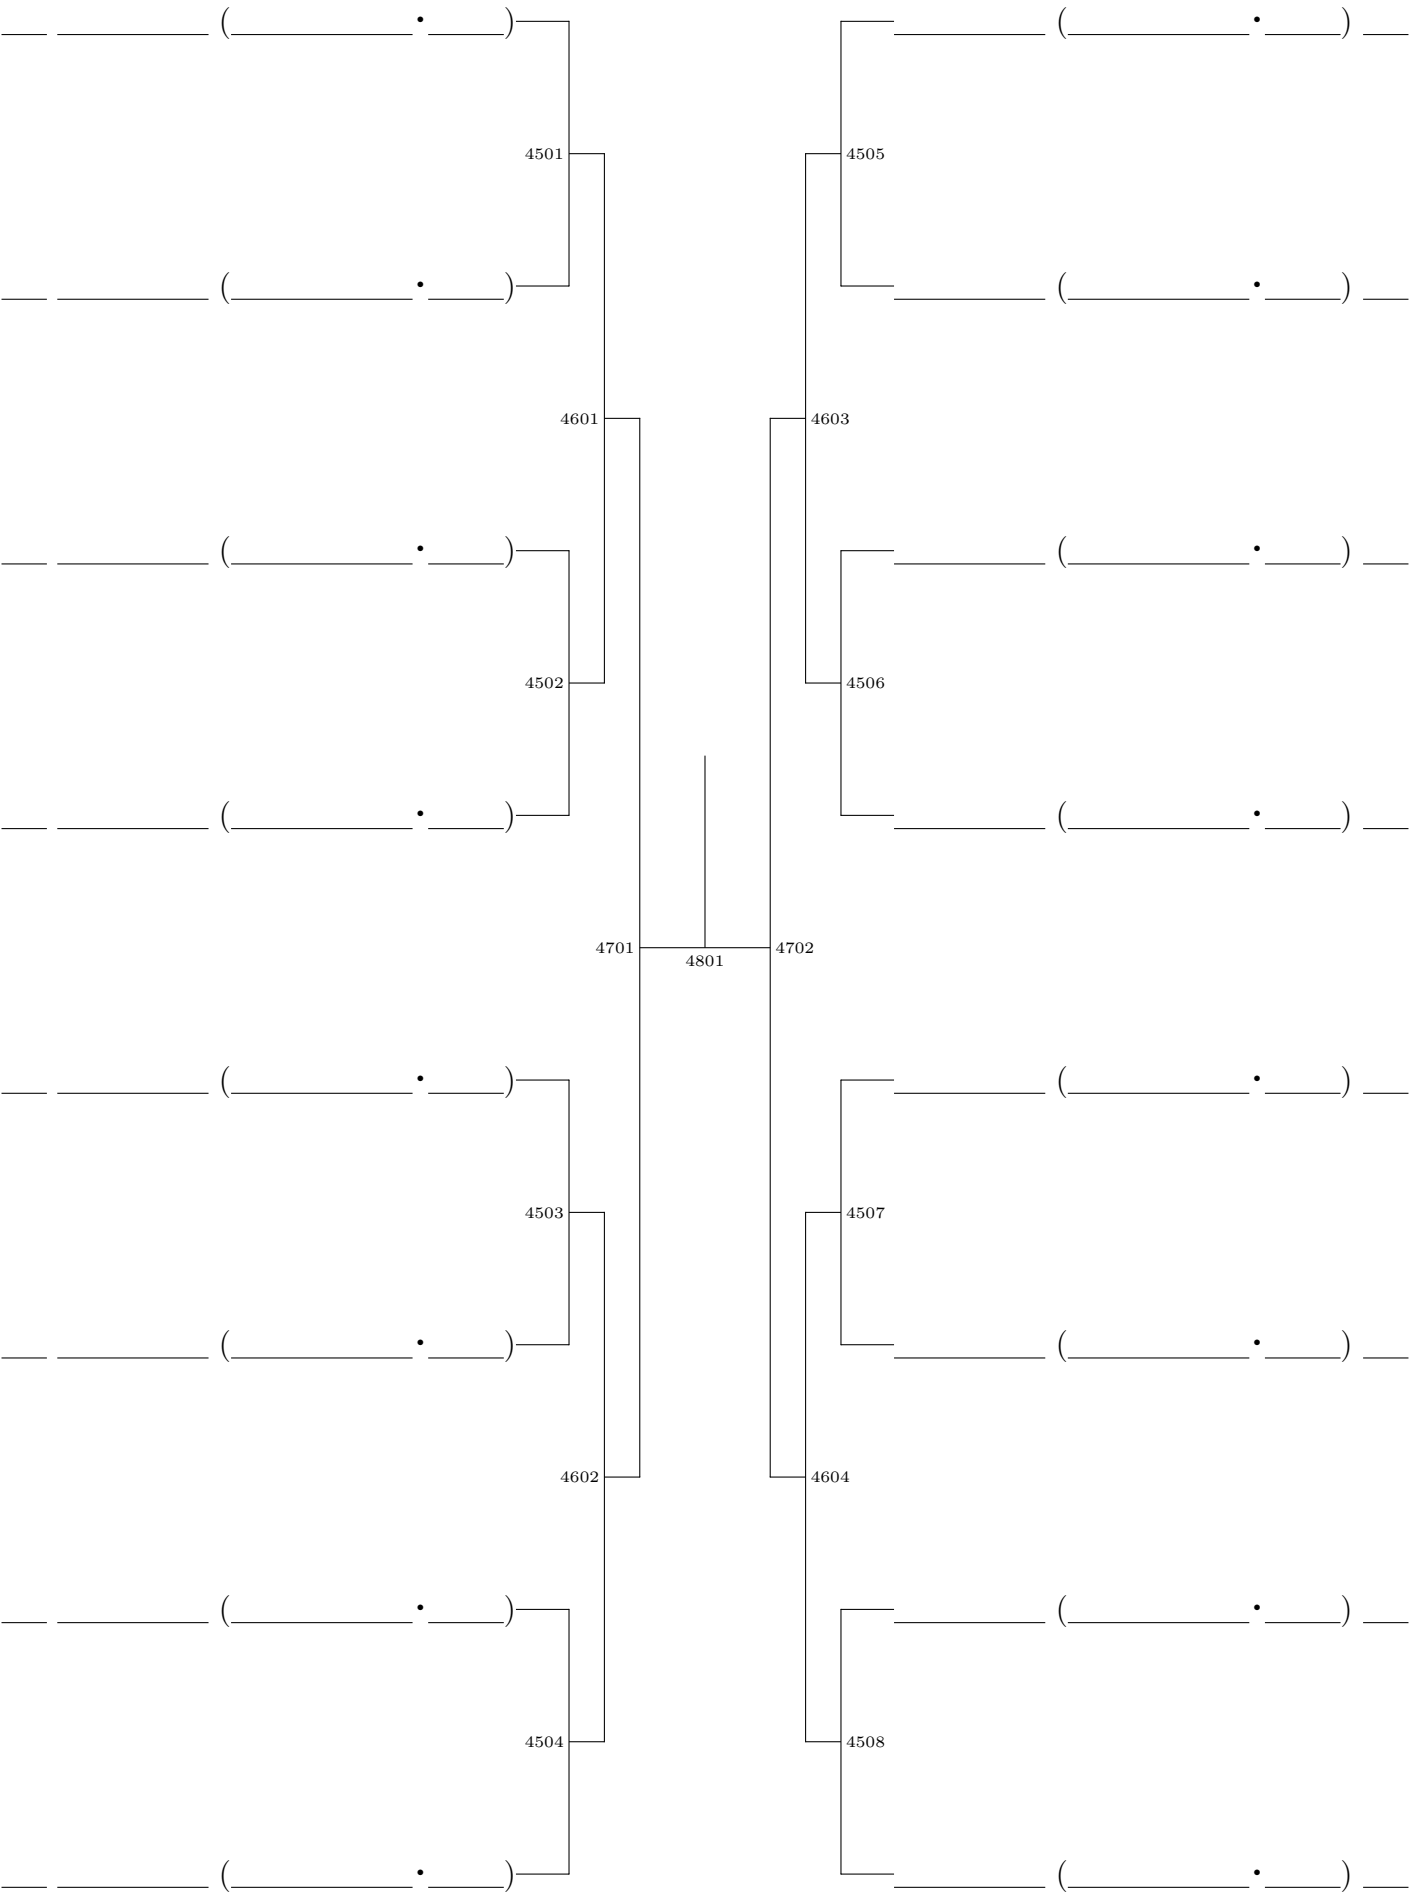 ( • ) ( • )
4501 4505
( • ) ( • )
4601 4603
( • ) ( • )
4502 4506
( • ) ( • )
4701 4702
4801
( • ) ( • )
4503 4507
( • ) ( • )
4602 4604
( • ) ( • )
4504 4508
( • ) ( • )